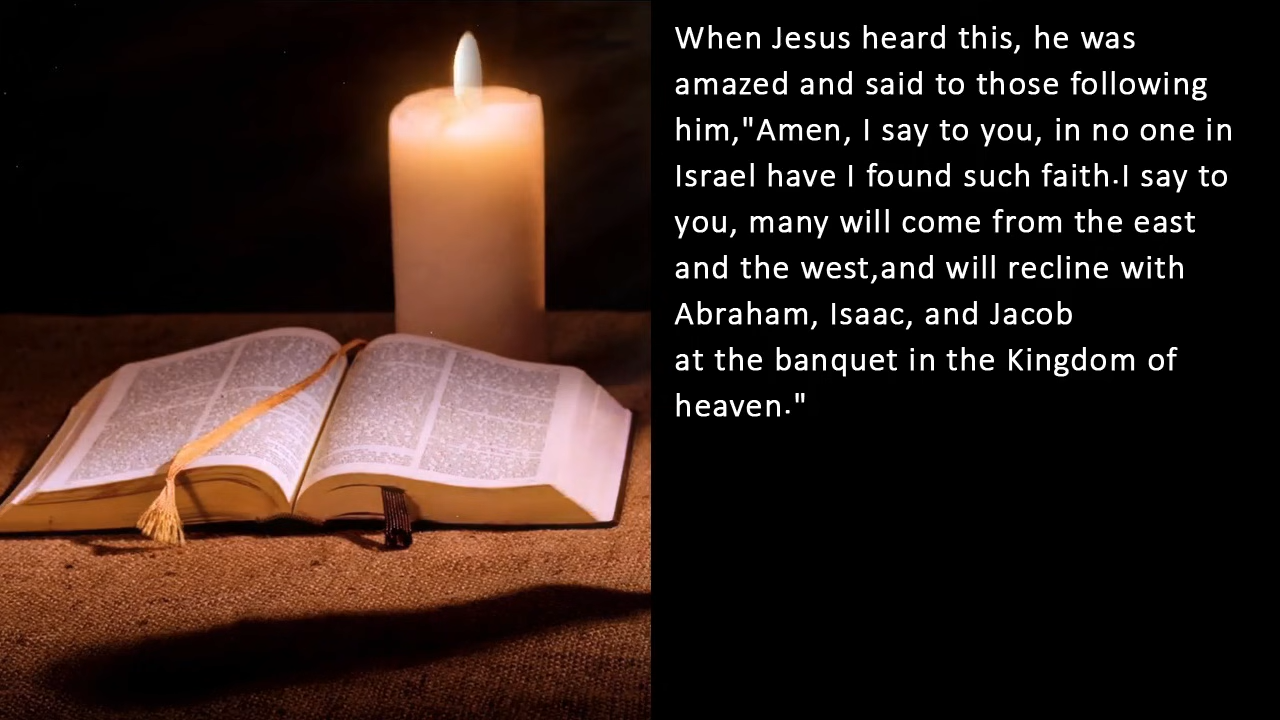 When Jesus heard this, he was
amazed and said to those following
him,"Amen, I say to you, in no one in
Israel have I found such faith.I say to
you, many will come from the east
and the west,and will recline with
Abraham, Isaac, and Jacob
at the banquet in the Kingdom of
heaven."